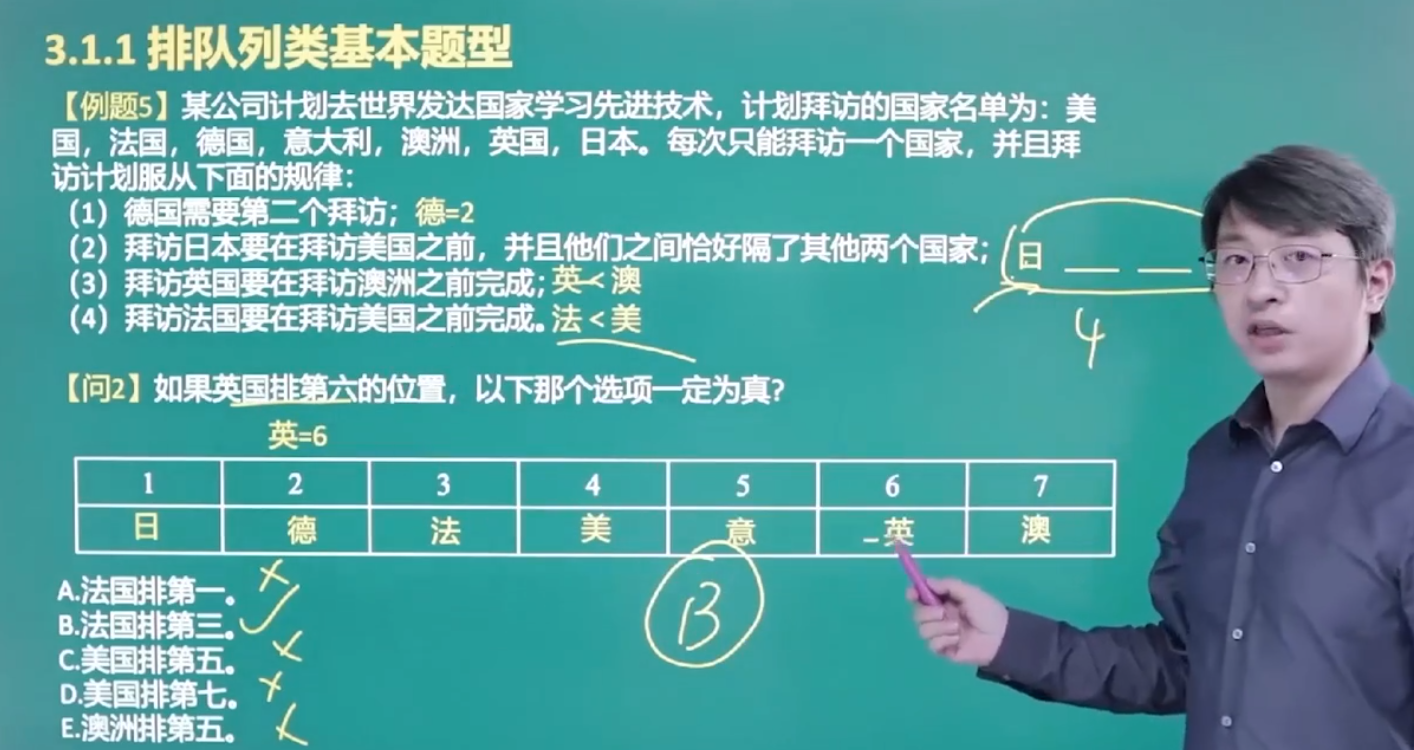 3.1.1 排队列类基本题型
【例题5】某公司计划去世界发达国家学习先进技术，计划拜访的国家名单为：美
国，法国，德国，意大利，澳洲，英国，日本。每次只能拜访一个国家，并且拜
访计划服从下面的规律：
（1）德国需要第二个拜访；德=2
（2）拜访日本要在拜访美国之前，并且他们之间恰好隔了其他两个国家；日 __ __
（3）拜访英国要在拜访澳洲之前完成；英<澳
（4）拜访法国要在拜访美国之前完成。法<美
4
【问2】如果英国排第六的位置，以下那个选项一定为真?
英=6
1 2 3 4 5 6 7
日 德 法 美 意 英 澳
A.法国排第一。
B.法国排第三。
C.美国排第五。
D.美国排第七。
E.澳洲排第五。
B